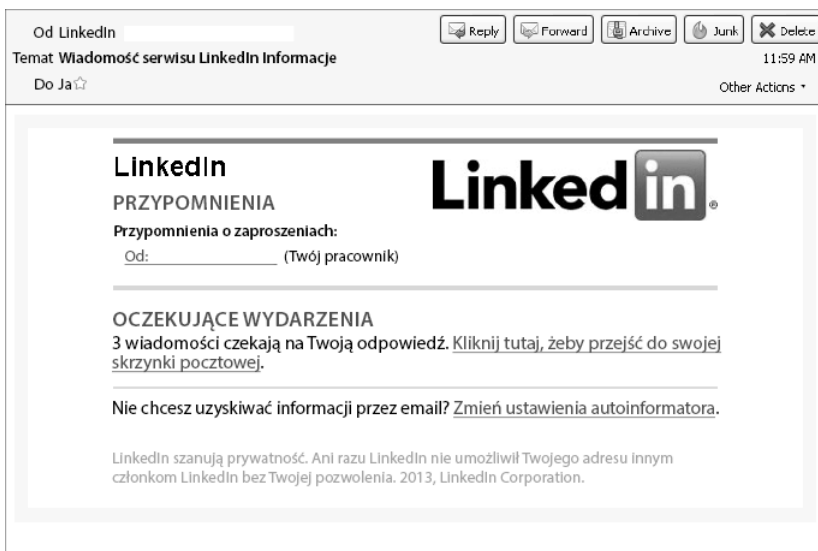 Od LinkedIn
Reply Forward Archive Junk Delete
Temat Wiadomość serwisu LinkedIn Informacje
11:59 AM
Do Ja
Other Actions
LinkedIn
Linked in ®
PRZYPOMNIENIA
Przypomnienia o zaproszeniach:
Od: (Twój pracownik)
OCZEKUJĄCE WYDARZENIA
3 wiadomości czekają na Twoją odpowiedź. Kliknij tutaj, żeby przejść do swojej
skrzynki pocztowej.
Nie chcesz uzyskiwać informacji przez email? Zmień ustawienia autoinformatora.
LinkedIn szanują prywatność. Ani razu LinkedIn nie umożliwił Twojego adresu innym
członkom LinkedIn bez Twojej pozwolenia. 2013, LinkedIn Corporation.